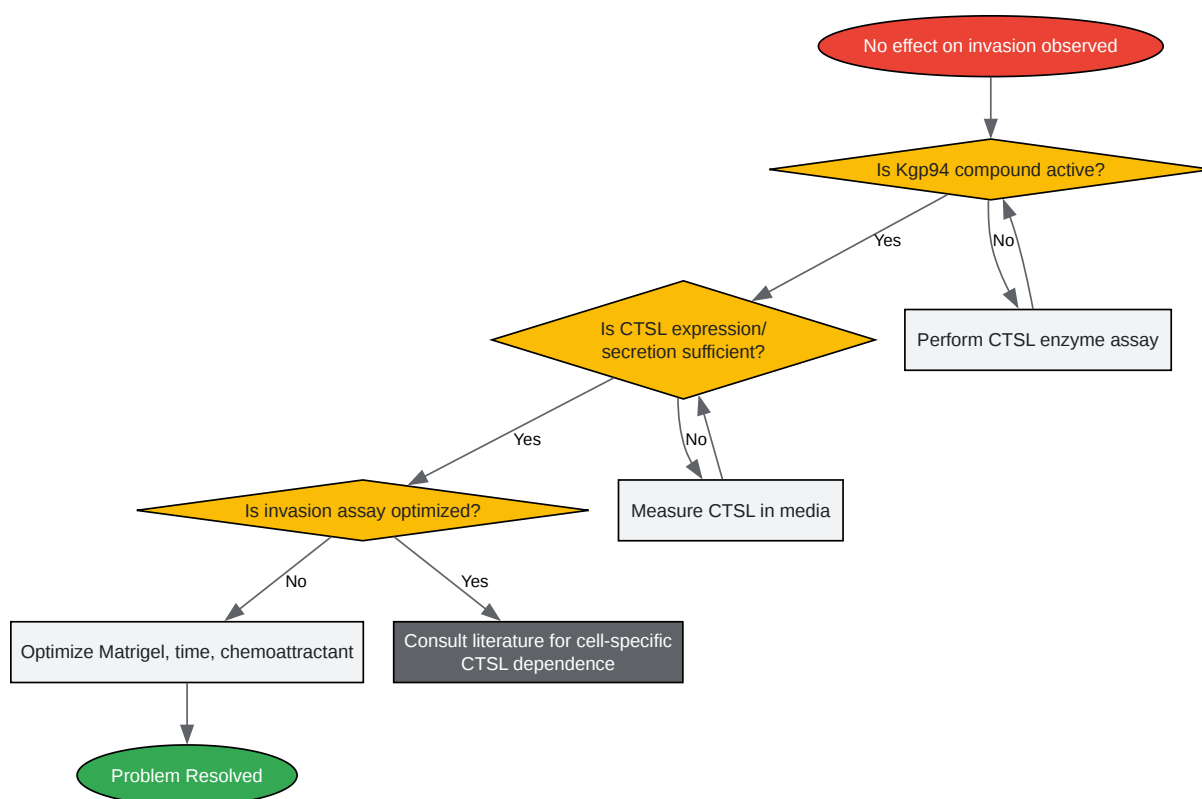 No effect on invasion observed
Is Kgp94 compound active?
Yes
No
Is CTSL expression/
secretion sufficient?
Perform CTSL enzyme assay
Yes
No
Is invasion assay optimized?
Measure CTSL in media
No
Yes
Optimize Matrigel, time, chemoattractant
Consult literature for cell-specific
CTSL dependence
Problem Resolved